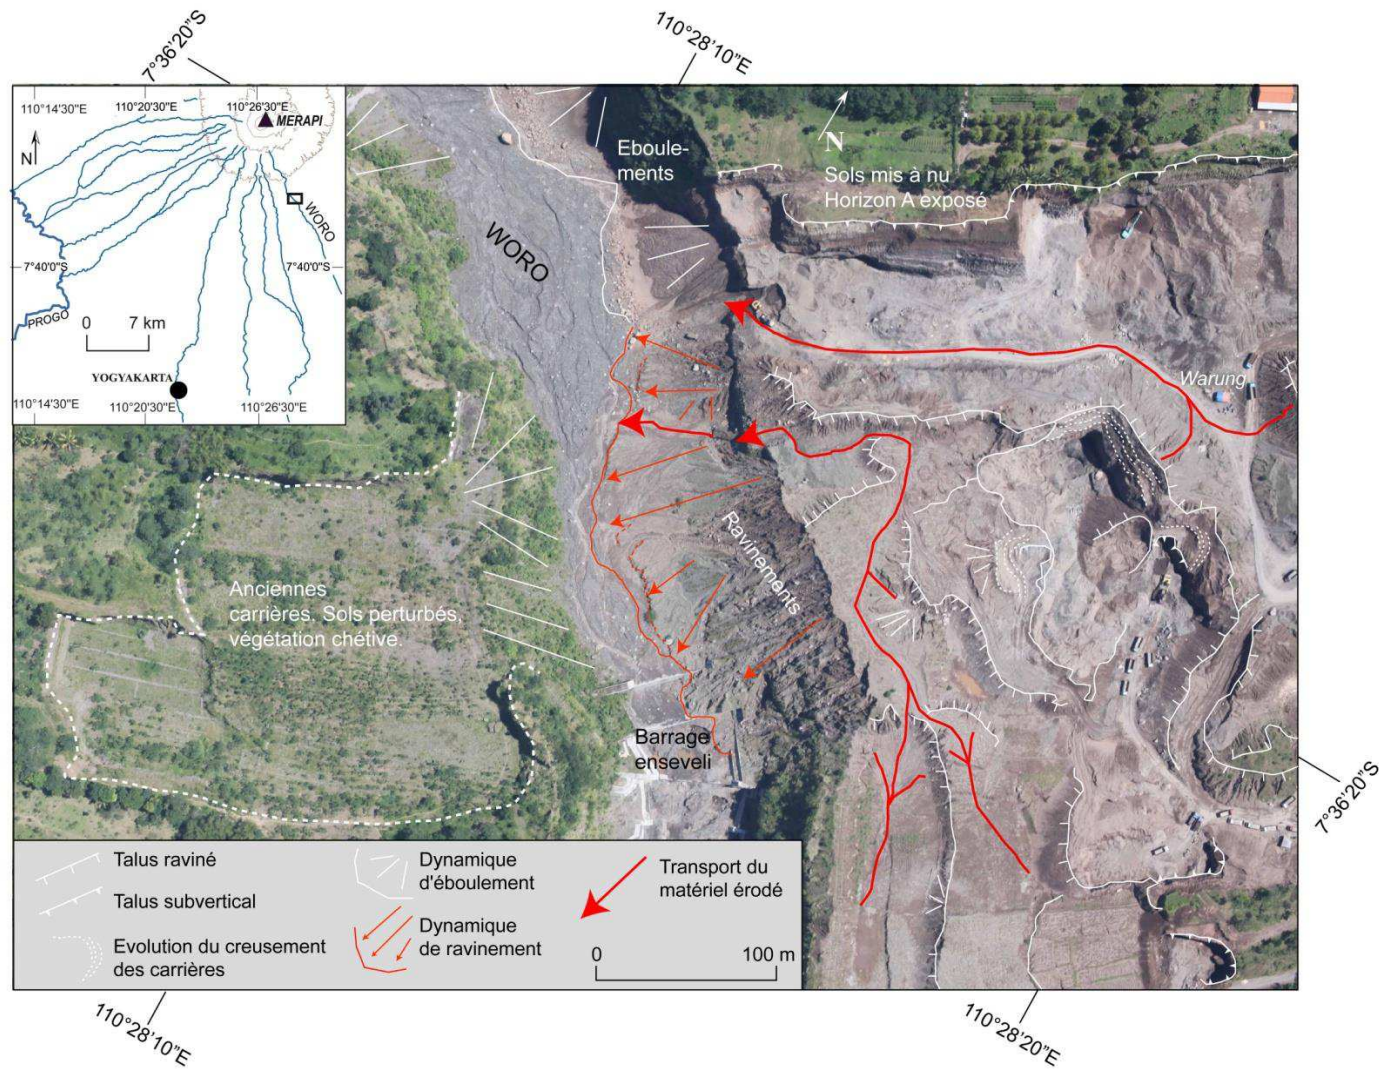 7°36'20"S
110°28'10"E
110°14'30"E
110°20'30"E
110°26'30"E
MERAPI
N
WORO
7°40'0"S
7°40'0"S
PROGO
0 7 km
YOGYAKARTA
110°14'30"E
110°20'30"E
110°26'30"E
Eboule-
ments
N
Sols mis à nu
Horizon A exposé
WORO
Warung
Ravinements
Anciennes
carrières. Sols perturbés,
végétation chétive.
Barrage
enseveli
7°36'20"S
Talus raviné
Talus subvertical
Evolution du creusement
des carrières
Dynamique
d'éboulement
Dynamique
de ravinement
Transport du
matériel érodé
0 100 m
110°28'10"E
110°28'20"E